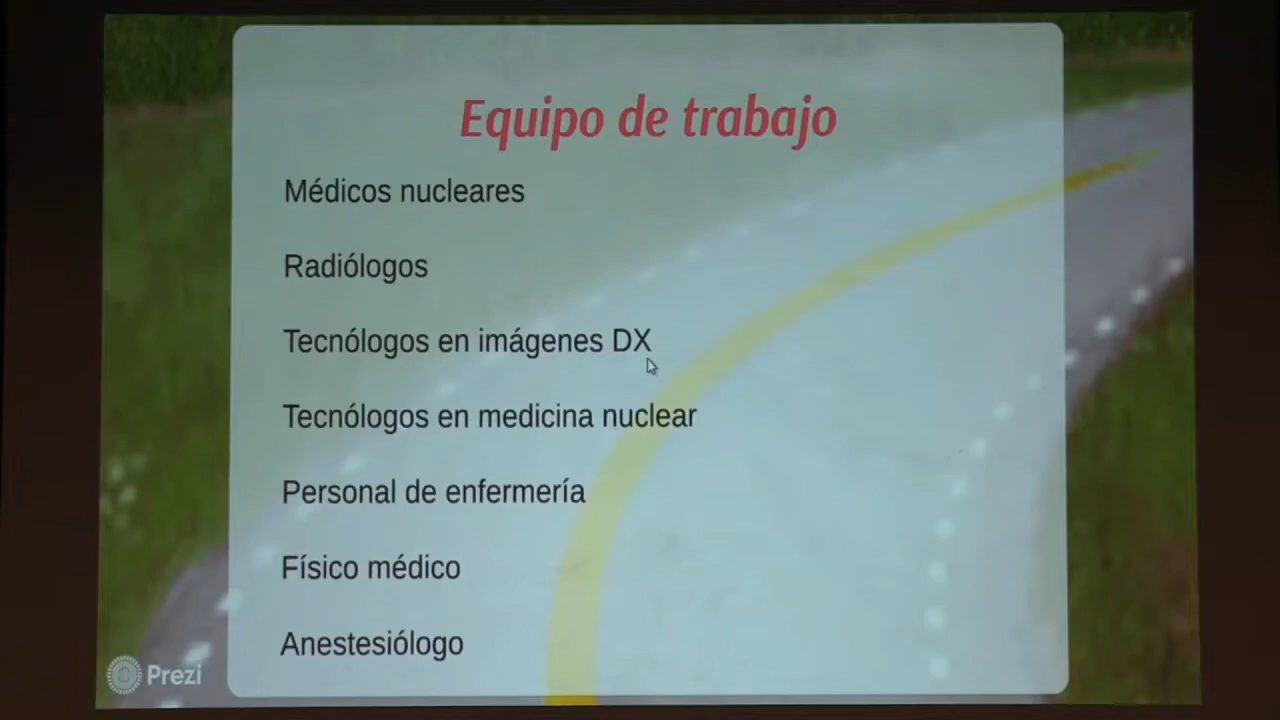 Equipo de trabajo
Médicos nucleares
Radiólogos
Tecnólogos en imágenes DX
Tecnólogos en medicina nuclear
Personal de enfermería
Físico médico
Anestesiólogo
Prezi